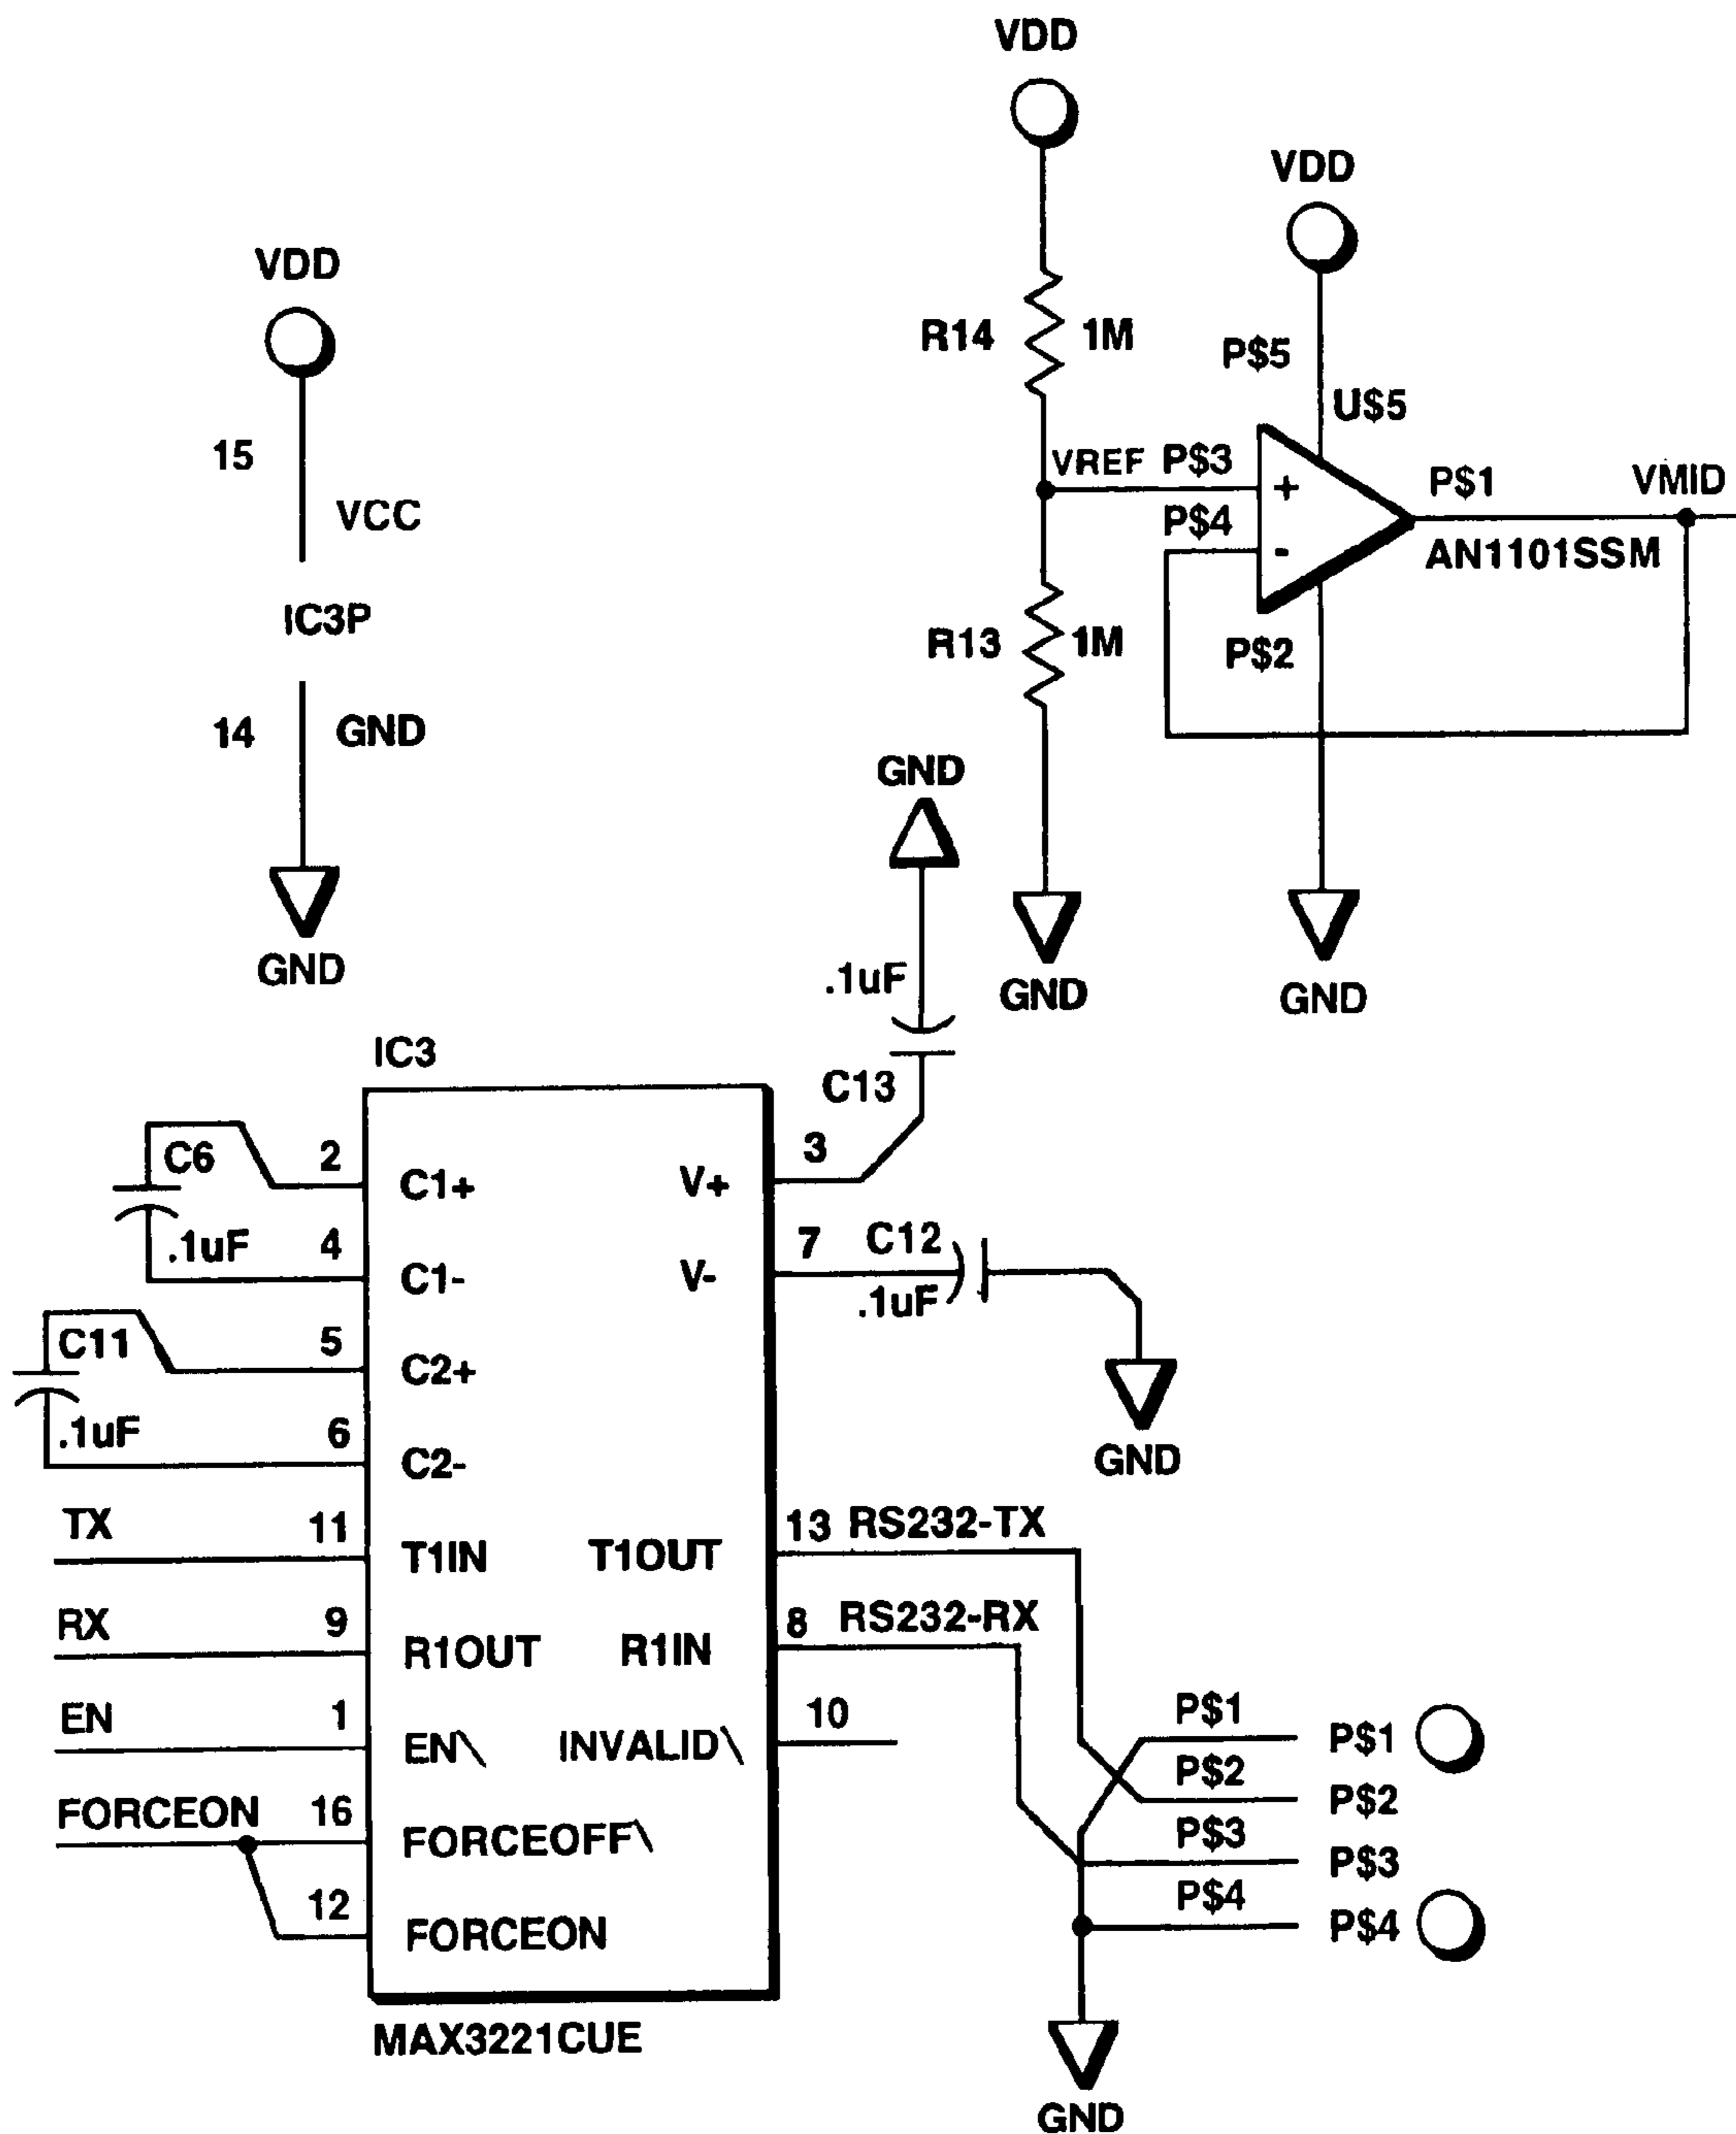 VDD
VDD
VDD
15
VCC
IC3P
14
GND
GND
R14
1M
P$5
U$5
VREF
P$3
P$4
+
-
P$1
VMID
AN1101SSM
R13
1M
P$2
GND
GND
GND
.1uF
C13
IC3
C6
2
C1+
.1uF
4
C1-
C11
5
C2+
.1uF
6
C2-
TX
11
T1IN
RX
9
R1OUT
EN
1
EN\
FORCEON
16
FORCEOFF\
12
FORCEON
V+
3
V-
7
C12
.1uF
GND
T1OUT
13
RS232-TX
R1IN
8
RS232-RX
INVALID\
10
P$1
P$1
P$2
P$2
P$3
P$3
P$4
P$4
GND
MAX3221CUE